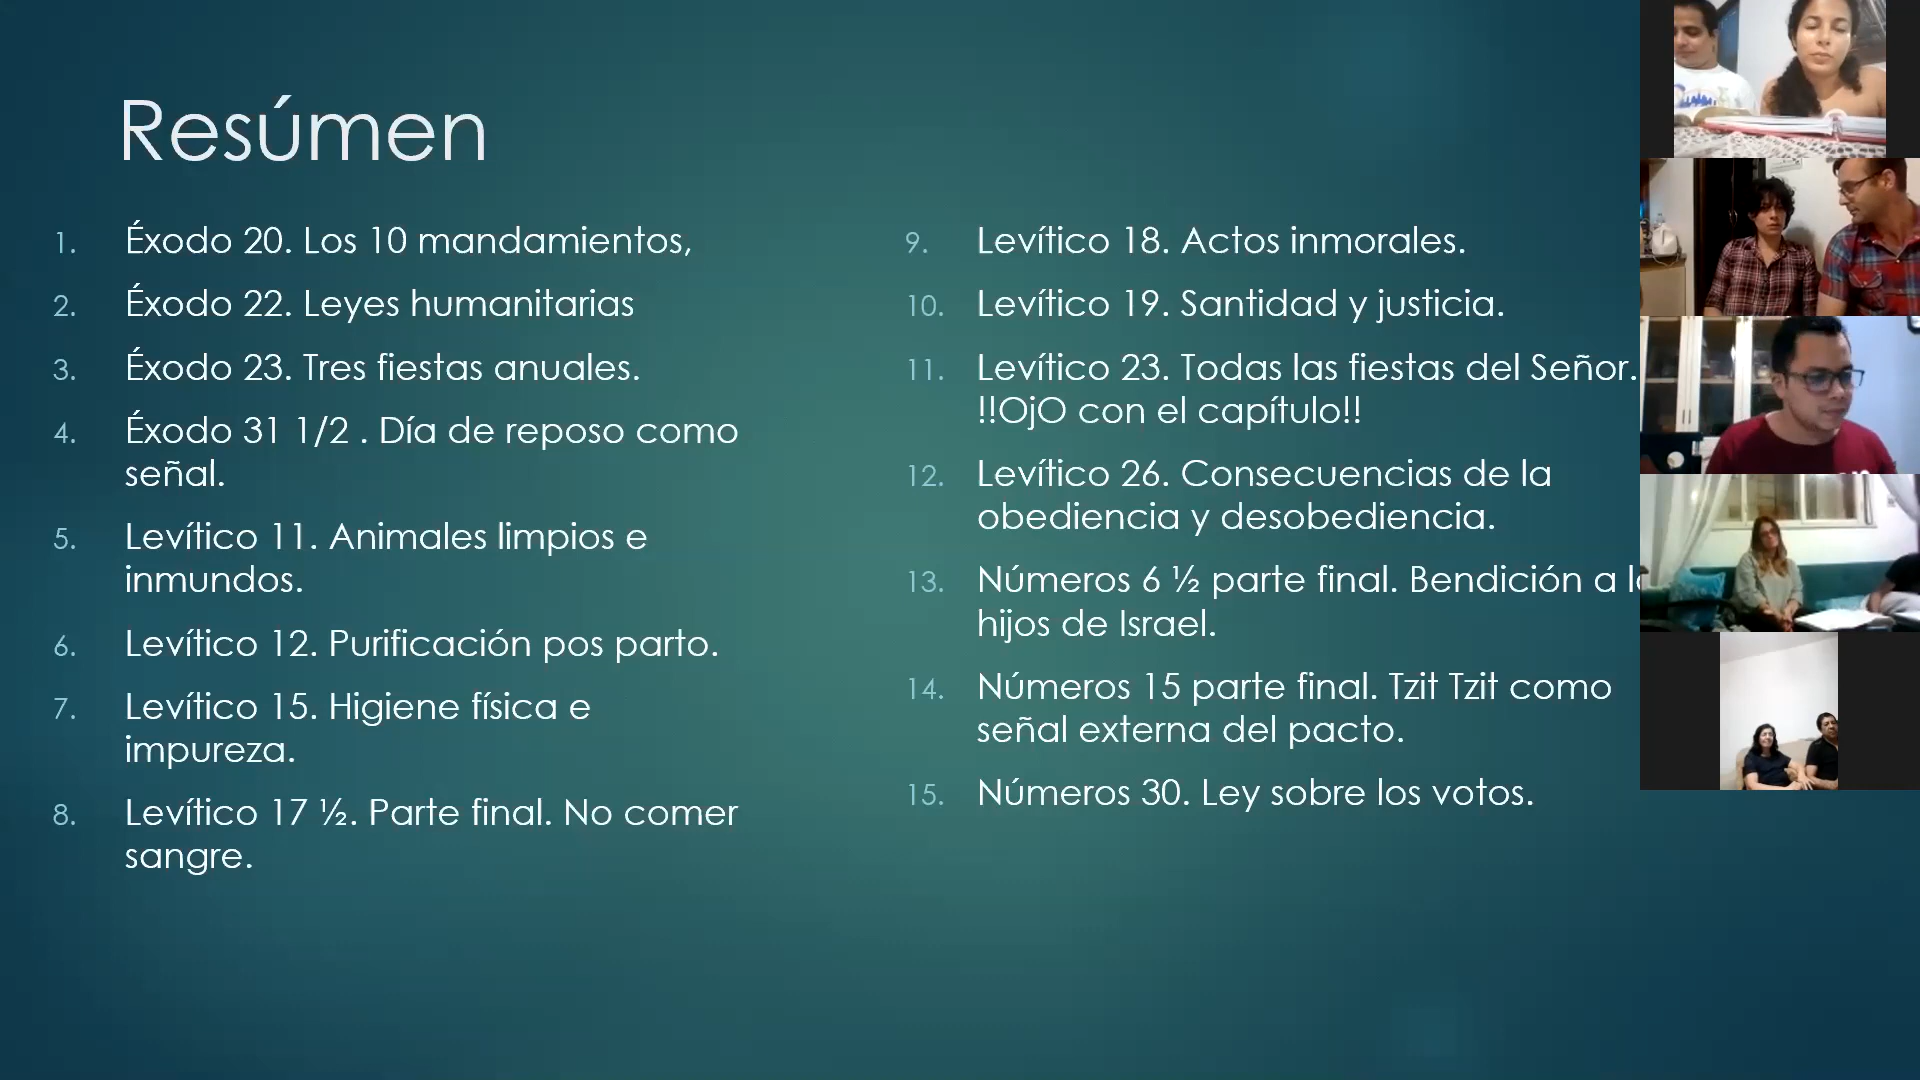 Resúmen
1. Éxodo 20. Los 10 mandamientos,
2. Éxodo 22. Leyes humanitarias
3. Éxodo 23. Tres fiestas anuales.
4. Éxodo 31 1/2 . Día de reposo como
señal.
5. Levítico 11. Animales limpios e
inmundos.
6. Levítico 12. Purificación pos parto.
7. Levítico 15. Higiene física e
impureza.
8. Levítico 17 ½. Parte final. No comer
sangre.
9. Levítico 18. Actos inmorales.
10. Levítico 19. Santidad y justicia.
11. Levítico 23. Todas las fiestas del Señor.
!!OjO con el capítulo!!
12. Levítico 26. Consecuencias de la
obediencia y desobediencia.
13. Números 6 ½ parte final. Bendición a
hijos de Israel.
14. Números 15 parte final. Tzit Tzit como
señal externa del pacto.
15. Números 30. Ley sobre los votos.